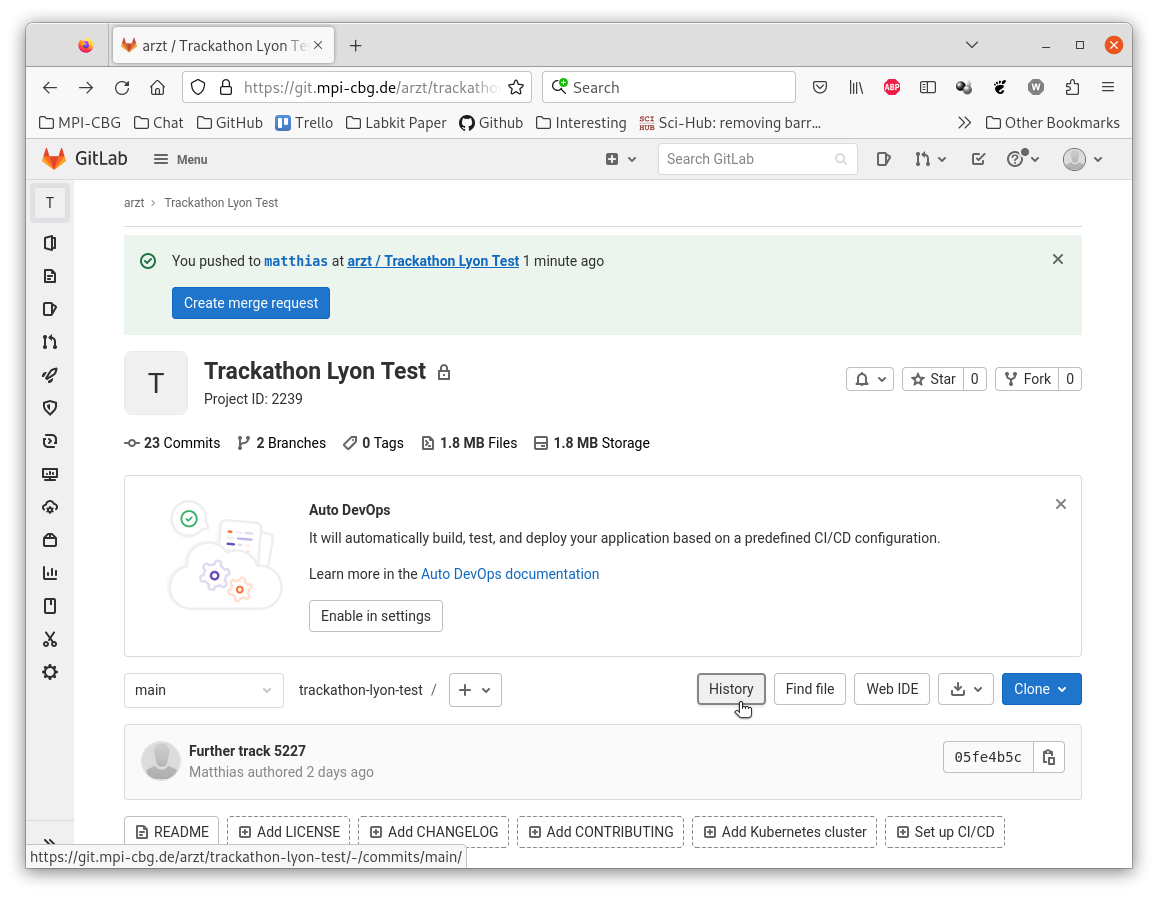 arzt / Trackathon Lyon Te
https://git.mpi-cbg.de/arzt/trackatho
Search
ABP
W
MPI-CBG
Chat
GitHub
Trello
Labkit Paper
Github
Interesting
SCI HUB
Sci-Hub: removing barr...
Other Bookmarks
GitLab
Menu
Search GitLab
T
arzt › Trackathon Lyon Test
You pushed to matthias at arzt / Trackathon Lyon Test 1 minute ago
Create merge request
T
Trackathon Lyon Test
Project ID: 2239
Star 0
Fork 0
23 Commits
2 Branches
0 Tags
1.8 MB Files
1.8 MB Storage
Auto DevOps
It will automatically build, test, and deploy your application based on a predefined CI/CD configuration.
Learn more in the Auto DevOps documentation
Enable in settings
main
trackathon-lyon-test /
History
Find file
Web IDE
Clone
Further track 5227
Matthias authored 2 days ago
05fe4b5c
README
Add LICENSE
Add CHANGELOG
Add CONTRIBUTING
Add Kubernetes cluster
Set up CI/CD
https://git.mpi-cbg.de/arzt/trackathon-lyon-test/-/commits/main/